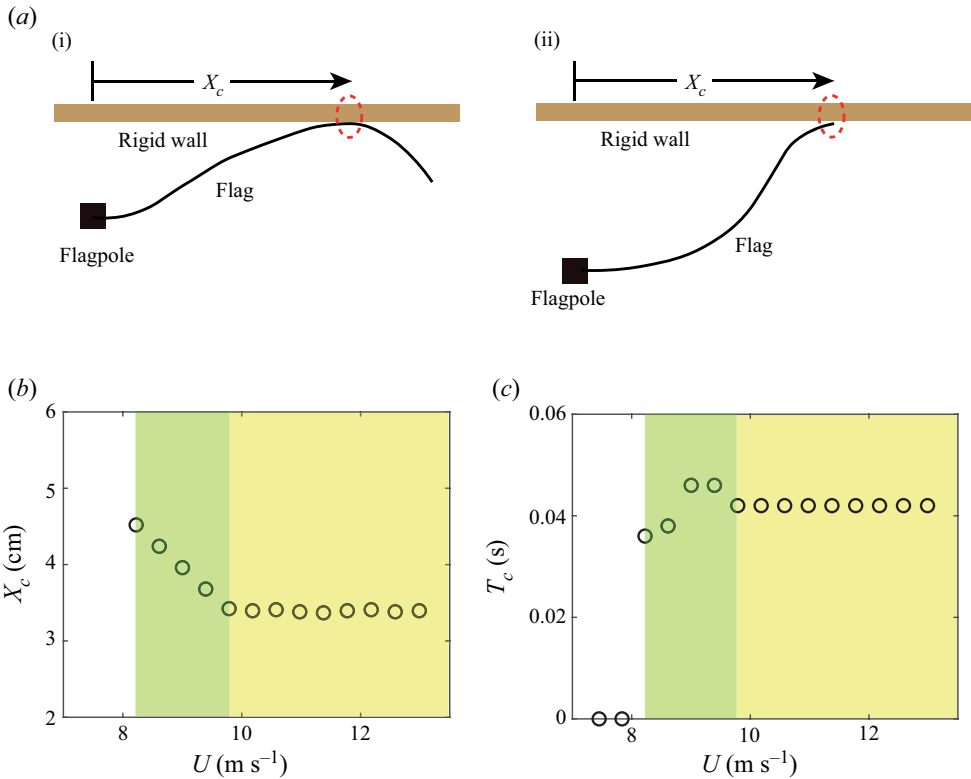 (a)
(i)
(ii)
X_c
X_c
Rigid wall
Rigid wall
Flag
Flag
Flagpole
Flagpole
(b)
(c)
6
5
4
3
2
X_c (cm)
8
10
12
U (m s⁻¹)
0.06
0.04
0.02
0
T_c (s)
8
10
12
U (m s⁻¹)